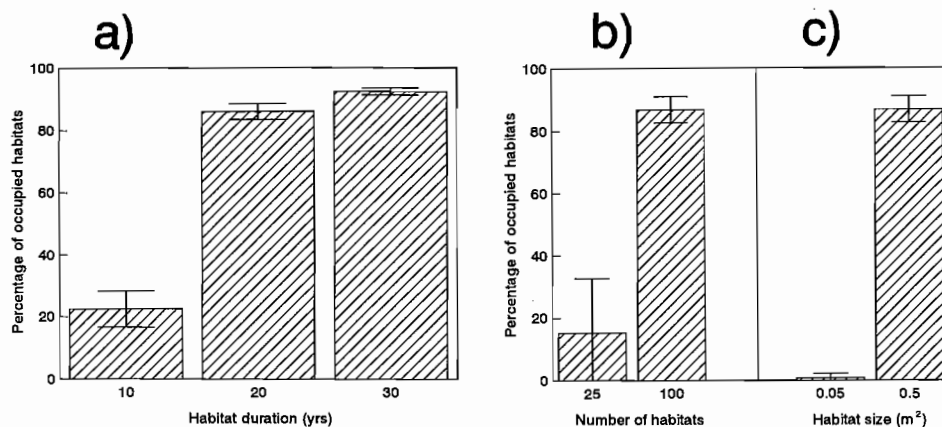 a)
Percentage of occupied habitats
100
80
60
40
20
0
10 20 30
Habitat duration (yrs)
b) c)
Percentage of occupied habitats
100
80
60
40
20
0
25 100 0.05 0.5
Number of habitats Habitat size (m²)